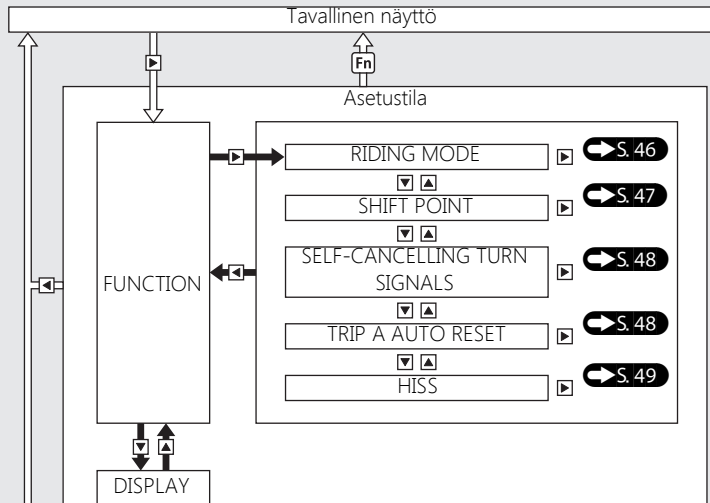 Tavallinen näyttö
Fn
Asetustila
FUNCTION
RIDING MODE
S. 46
SHIFT POINT
S. 47
SELF-CANCELLING TURN
SIGNALS
S. 48
TRIP A AUTO RESET
S. 48
HISS
S. 49
DISPLAY